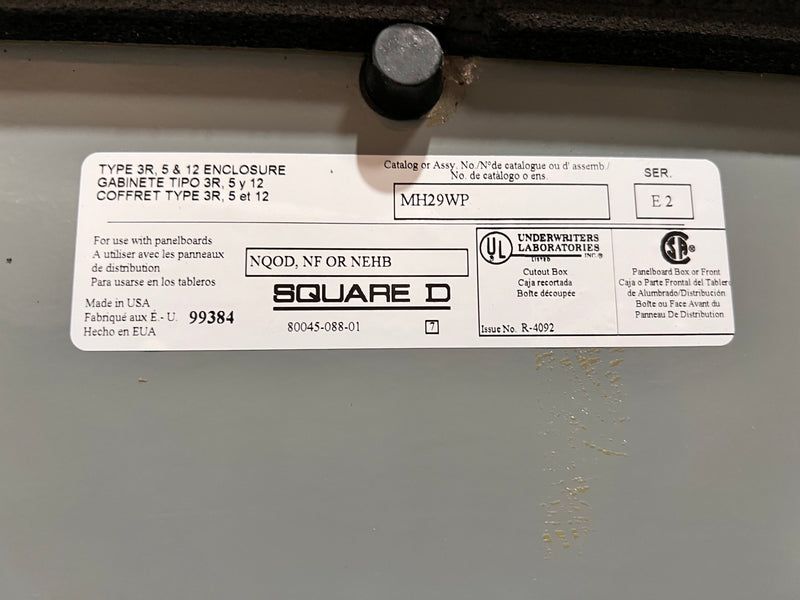 TYPE 3R, 5 & 12 ENCLOSURE
GABINETE TIPO 3R, 5 y 12
COFFRET TYPE 3R, 5 et 12
Catalog or Assy. No./N°de catalogue ou d' assemb./
No. de catàlogo o ens.
MH29WP
SER.
E 2
For use with panelboards
A utiliser avec les panneaux
de distribution
Para usarse en los tableros
NQOD, NF OR NEHB
Made in USA
Fabriqué aux É.- U.
Hecho en EUA
99384
SQUARE D
80045-088-01
7
UL
UNDERWRITERS
LABORATORIES
INC.®
LISTED
Cutout Box
Caja recortada
Boîte découpée
Issue No. R-4092
CSA®
Panelboard Box or Front
Caja o Parte Frontal del Tablero
de Alumbrado/Distribución
Boîte ou Face Avant du
Panneau De Distribution